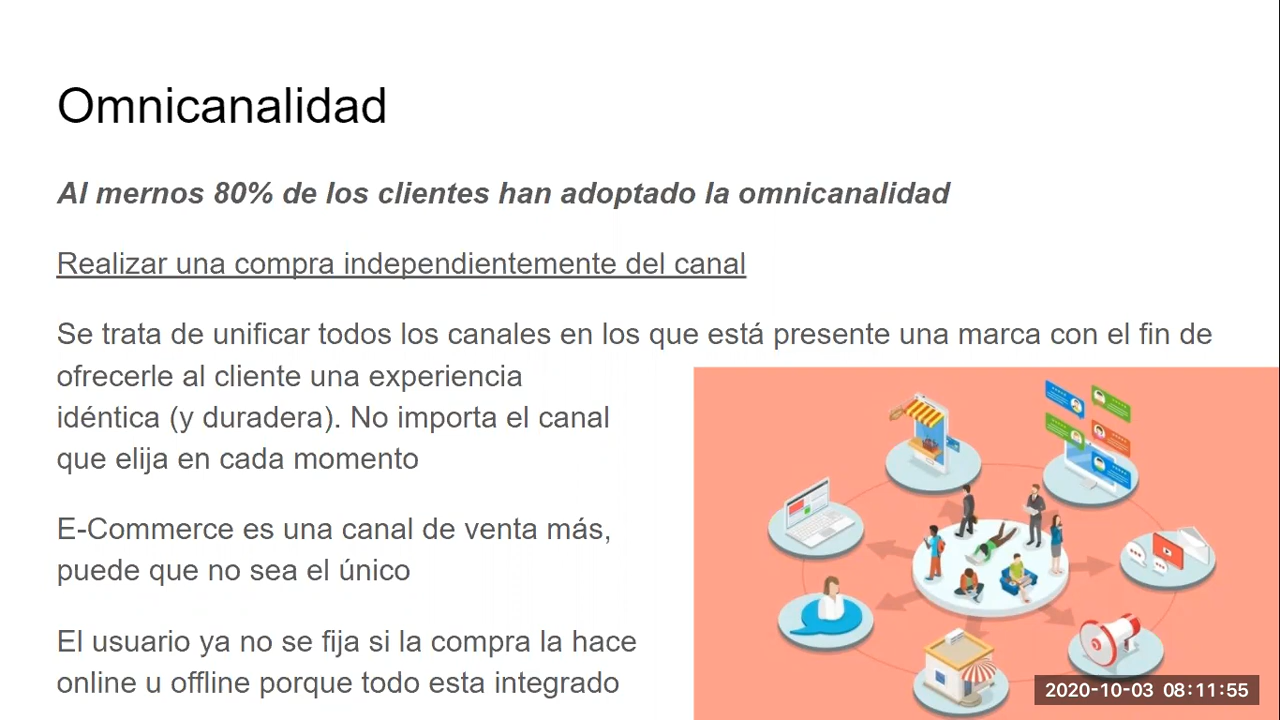 Omnicanalidad
Al mernos 80% de los clientes han adoptado la omnicanalidad
Realizar una compra independientemente del canal
Se trata de unificar todos los canales en los que está presente una marca con el fin de
ofrecerle al cliente una experiencia
idéntica (y duradera). No importa el canal
que elija en cada momento
E-Commerce es una canal de venta más,
puede que no sea el único
El usuario ya no se fija si la compra la hace
online u offline porque todo esta integrado
2020-10-03 08:11:55